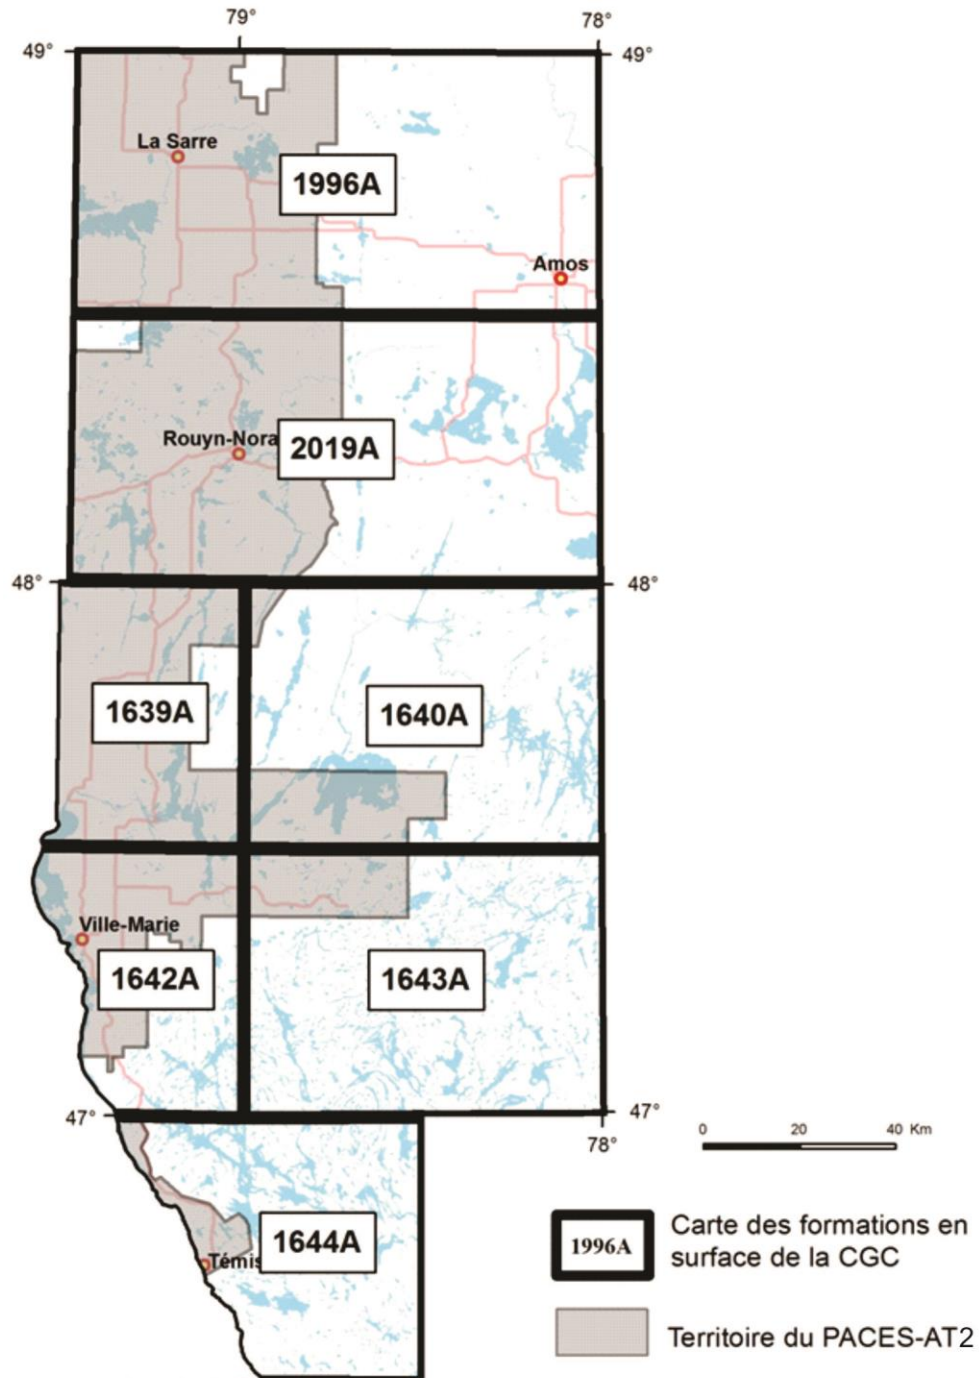 79°
78°
49°
49°
La Sarre
1996A
Amos
Rouyn-Nora
2019A
48°
48°
1639A
1640A
Ville-Marie
1642A
1643A
47°
47°
78°
0 20 40 Km
1644A
Témis
1996A
Carte des formations en
surface de la CGC
Territoire du PACES-AT2